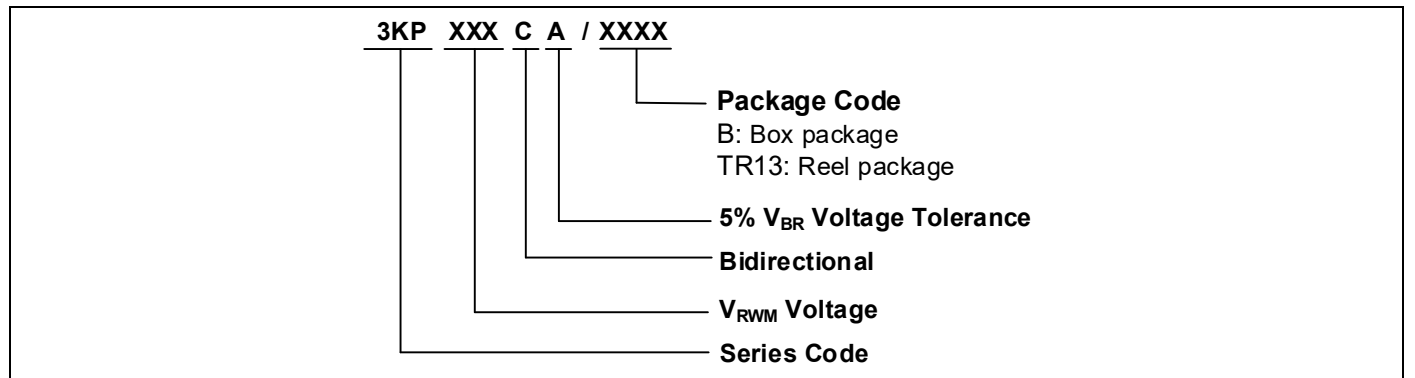 3KP XXX C A / XXXX
Package Code
B: Box package
TR13: Reel package
5% VBR Voltage Tolerance
Bidirectional
VRWM Voltage
Series Code